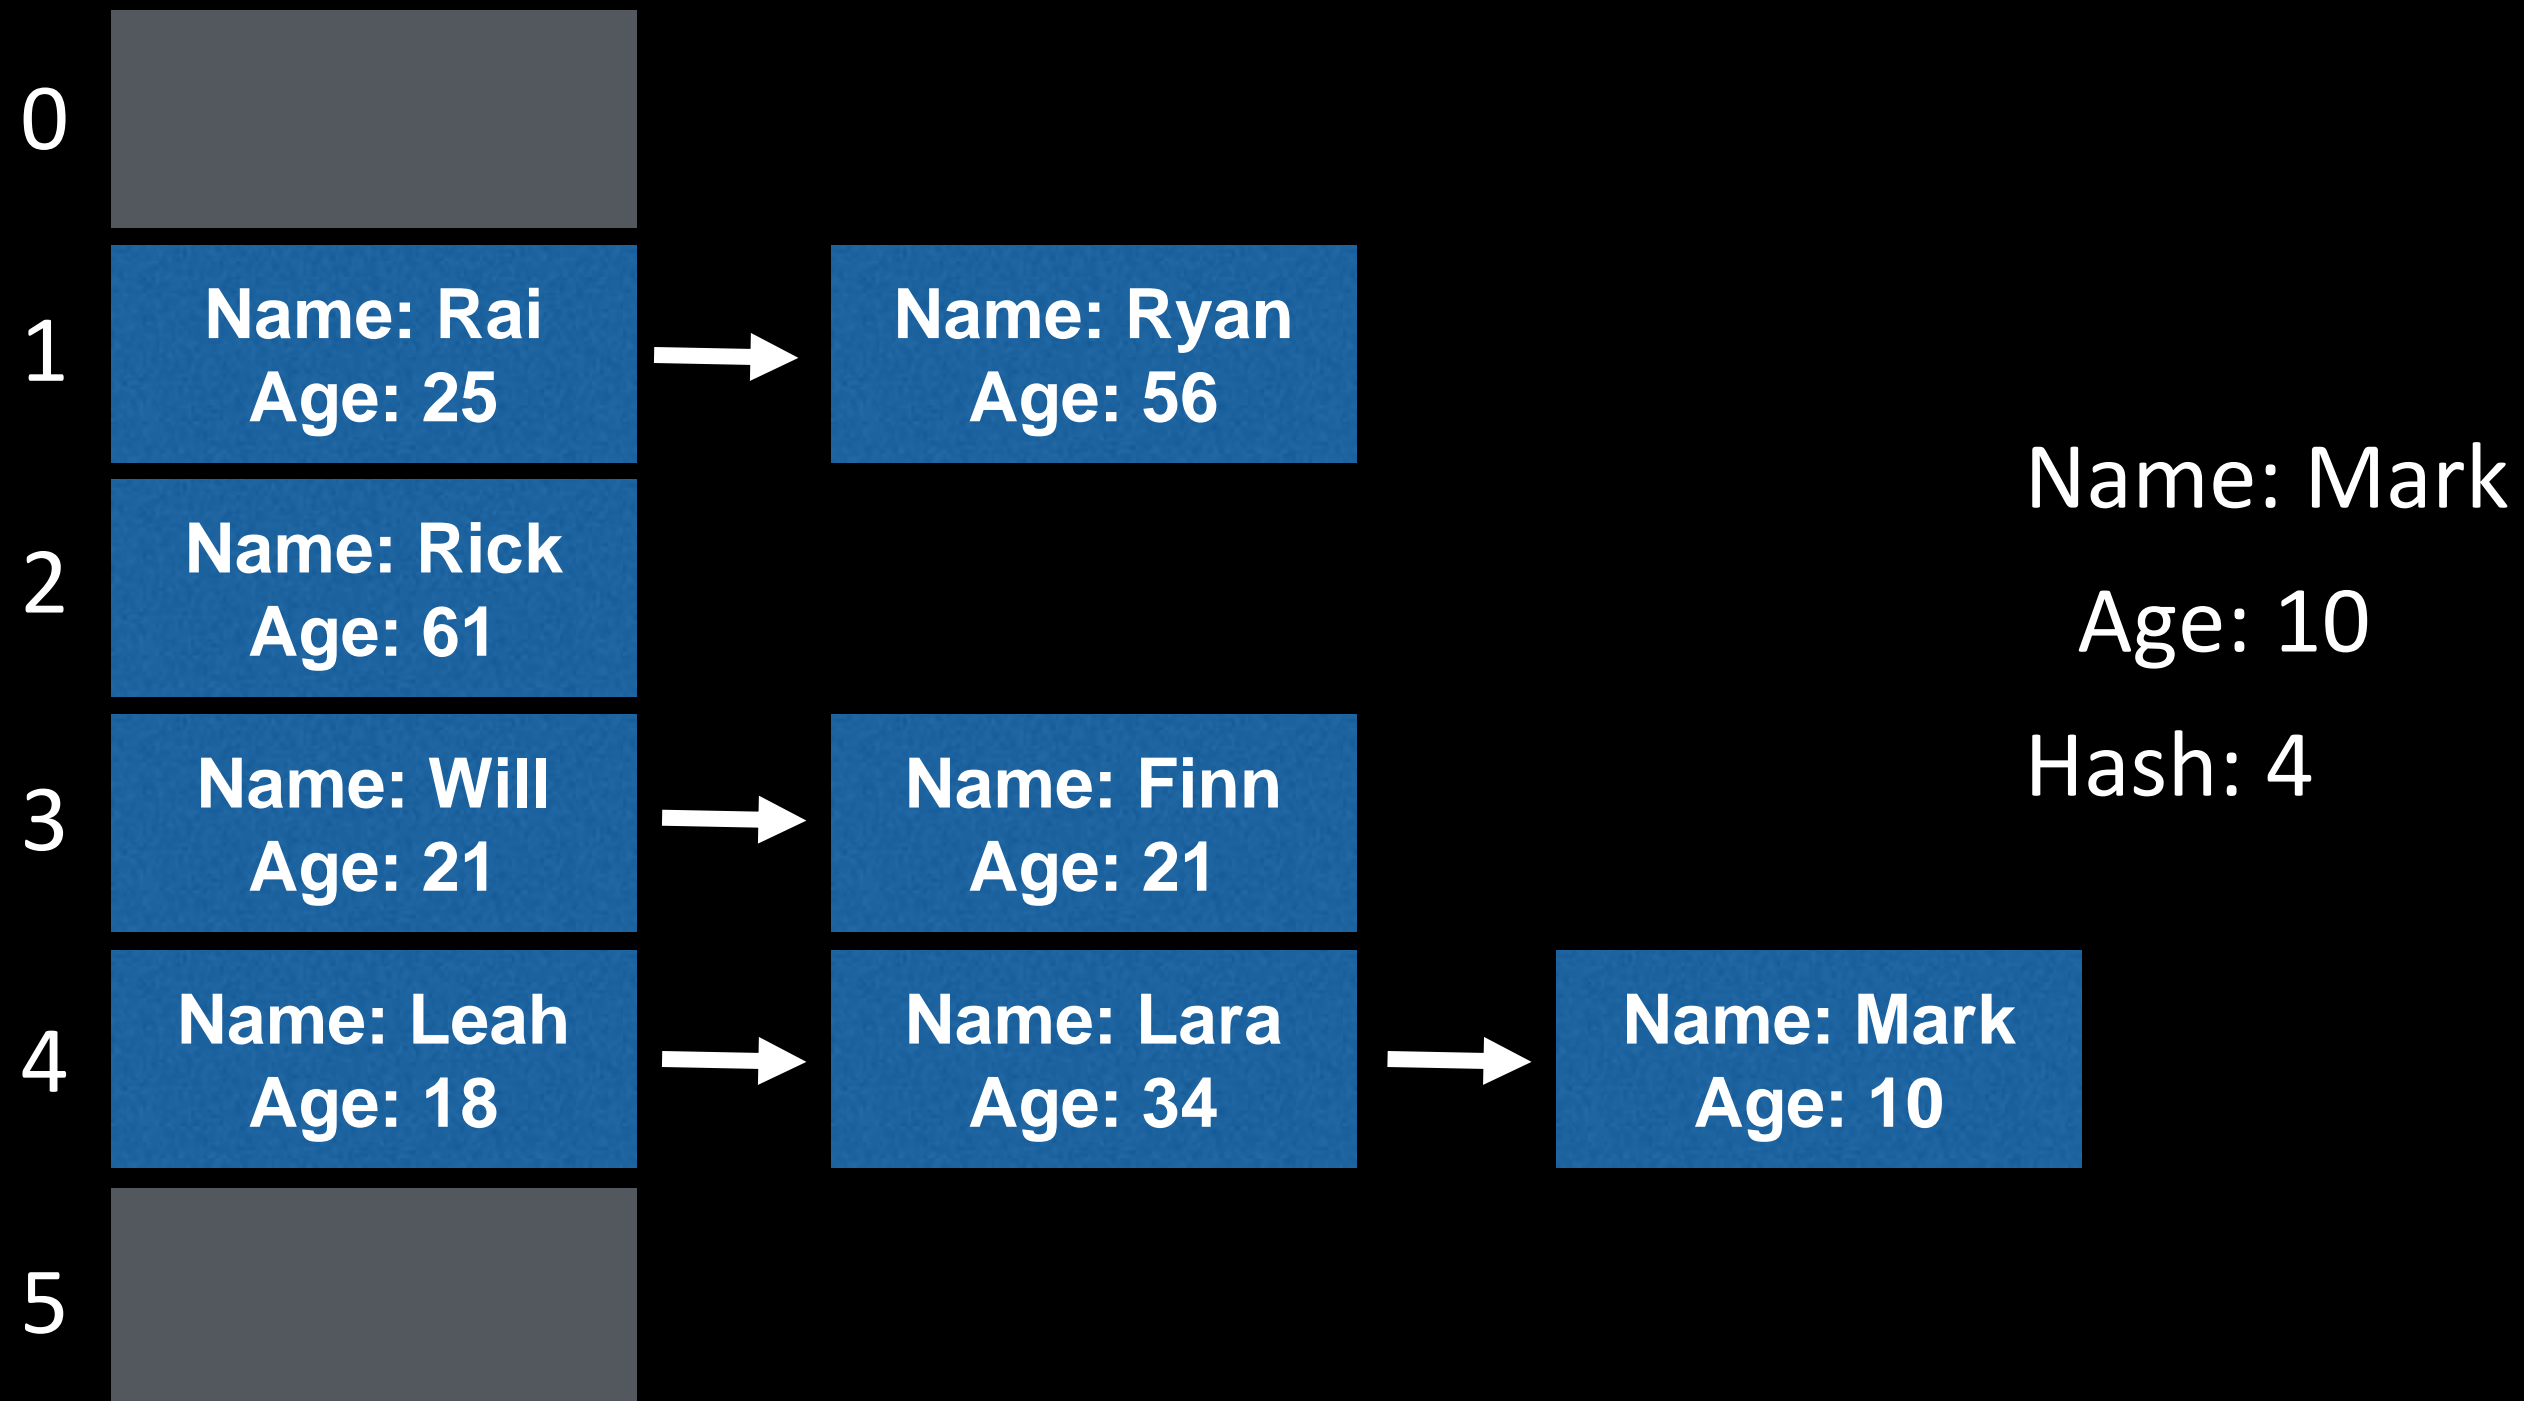 0
1
Name: Rai
Age: 25
Name: Ryan
Age: 56
2
Name: Rick
Age: 61
3
Name: Will
Age: 21
Name: Finn
Age: 21
4
Name: Leah
Age: 18
Name: Lara
Age: 34
Name: Mark
Age: 10
5
Name: Mark
Age: 10
Hash: 4